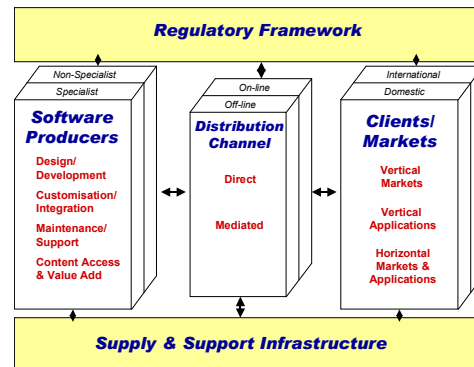 Regulatory Framework
Non-Specialist
Specialist
Software
Producers
Design/
Development
Customisation/
Integration
Maintenance/
Support
Content Access
& Value Add
On-line
Off-line
Distribution
Channel
Direct
Mediated
International
Domestic
Clients/
Markets
Vertical
Markets
Vertical
Applications
Horizontal
Markets &
Applications
Supply & Support Infrastructure